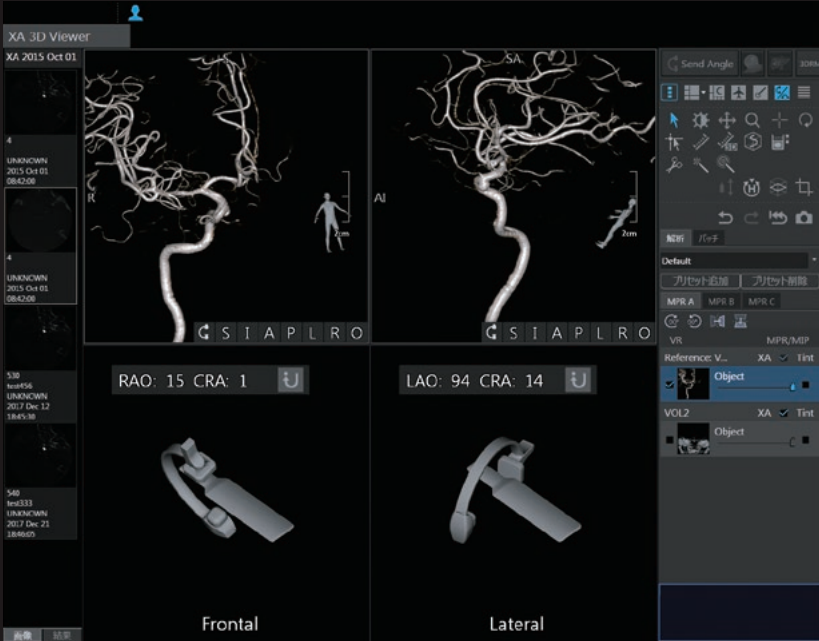 XA 3D Viewer
XA 2015 Oct 01
4
UNKNOWN
2015 Oct 01
08:42:00
4
UNKNOWN
2015 Oct 01
08:42:00
530
test456
UNKNOWN
2017 Dec 12
18:45:38
540
test333
UNKNOWN
2017 Dec 21
18:46:05
画像 結果
R
2cm
S I A P L R O
SA
AI
2cm
S I A P L R O
RAO: 15 CRA: 1
LAO: 94 CRA: 14
Frontal
Lateral
Send Angle
解析 パッチ
Default
プリセット追加 プリセット削除
MPR A MPR B MPR C
VR MPR/MIP
Reference: V... XA Tint
Object
VOL2 XA Tint
Object